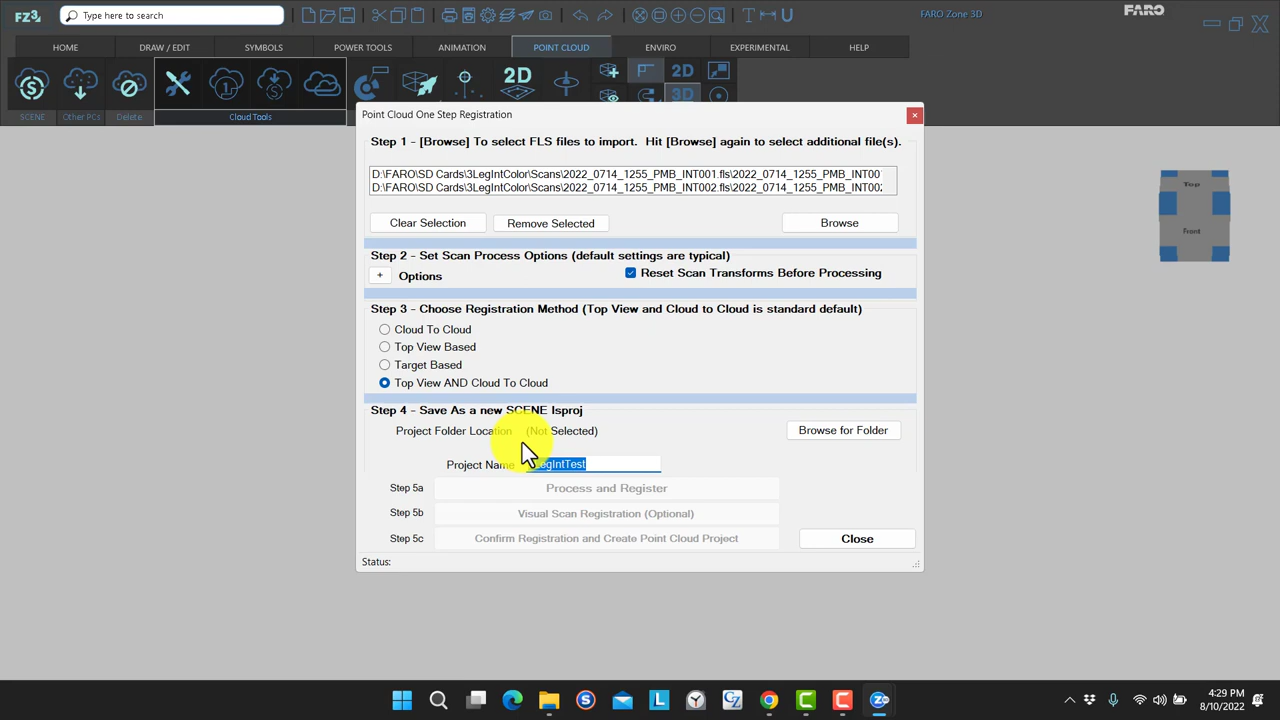 FZ3D Type here to search FARO Zone 3D FARO
HOME DRAW / EDIT SYMBOLS POWER TOOLS ANIMATION POINT CLOUD ENVIRO EXPERIMENTAL HELP
2D 2D
3D
SCENE Other PCs Delete Cloud Tools
Point Cloud One Step Registration
Step 1 - [Browse] To select FLS files to import. Hit [Browse] again to select additional file(s).
D:\FARO\SD Cards\3LegIntColor\Scans\2022_0714_1255_PMB_INT001.fls\2022_0714_1255_PMB_INT00
D:\FARO\SD Cards\3LegIntColor\Scans\2022_0714_1255_PMB_INT002.fls\2022_0714_1255_PMB_INT002
Clear Selection Remove Selected Browse
Step 2 - Set Scan Process Options (default settings are typical)
+ Options Reset Scan Transforms Before Processing
Step 3 - Choose Registration Method (Top View and Cloud to Cloud is standard default)
Cloud To Cloud
Top View Based
Target Based
Top View AND Cloud To Cloud
Step 4 - Save As a new SCENE lsproj
Project Folder Location (Not Selected) Browse for Folder
Project Name LegIntTest
Step 5a Process and Register
Step 5b Visual Scan Registration (Optional)
Step 5c Confirm Registration and Create Point Cloud Project Close
Status:
Top
Front
4:29 PM
8/10/2022